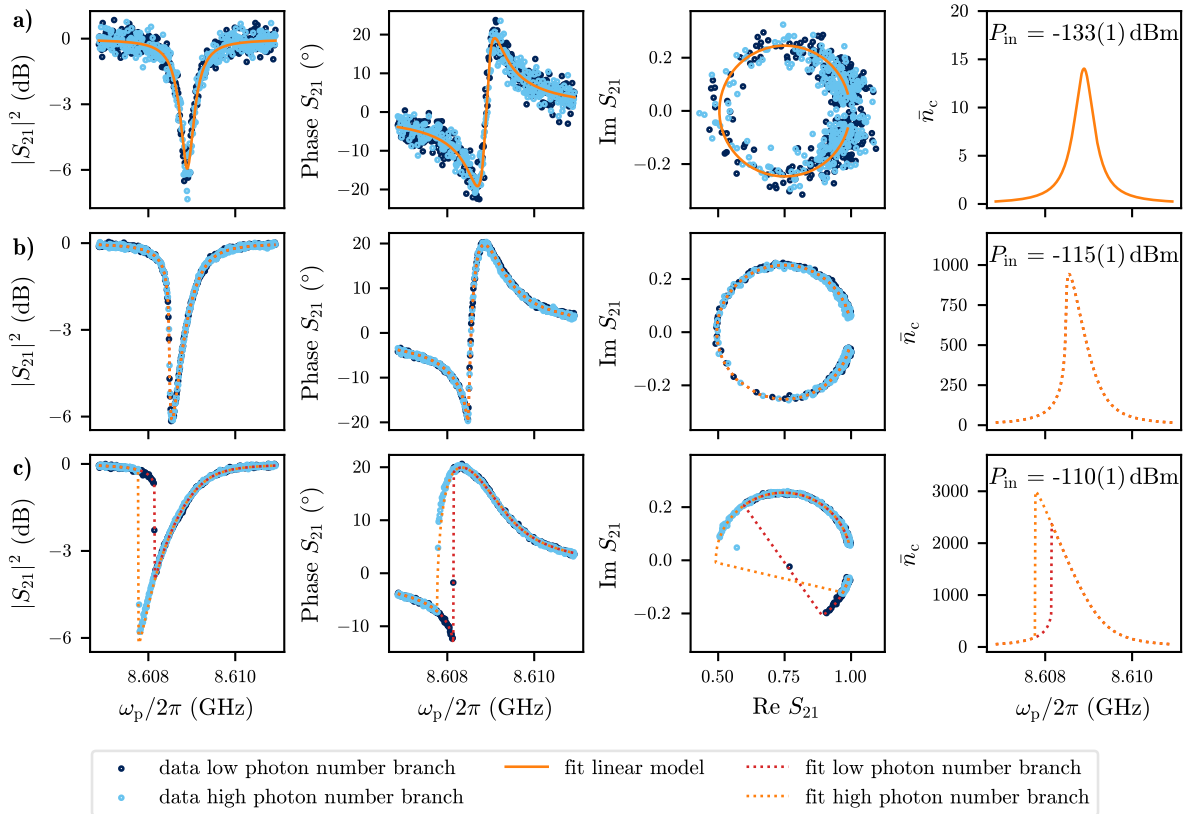 a)
|S₂₁|² (dB)
0
−3
−6
Phase S₂₁ (°)
20
10
0
−10
−20
Im S₂₁
0.2
0.0
−0.2
n̄c
20
15
10
5
0
Pin = -133(1) dBm
b)
|S₂₁|² (dB)
0
−3
−6
Phase S₂₁ (°)
20
10
0
−10
−20
Im S₂₁
0.2
0.0
−0.2
n̄c
1000
750
500
250
0
Pin = -115(1) dBm
c)
|S₂₁|² (dB)
0
−3
−6
8.608 8.610
ωp/2π (GHz)
Phase S₂₁ (°)
20
10
0
−10
8.608 8.610
ωp/2π (GHz)
Im S₂₁
0.2
0.0
−0.2
0.50 0.75 1.00
Re S₂₁
n̄c
3000
2000
1000
0
Pin = -110(1) dBm
8.608 8.610
ωp/2π (GHz)
data low photon number branch
data high photon number branch
fit linear model
fit low photon number branch
fit high photon number branch